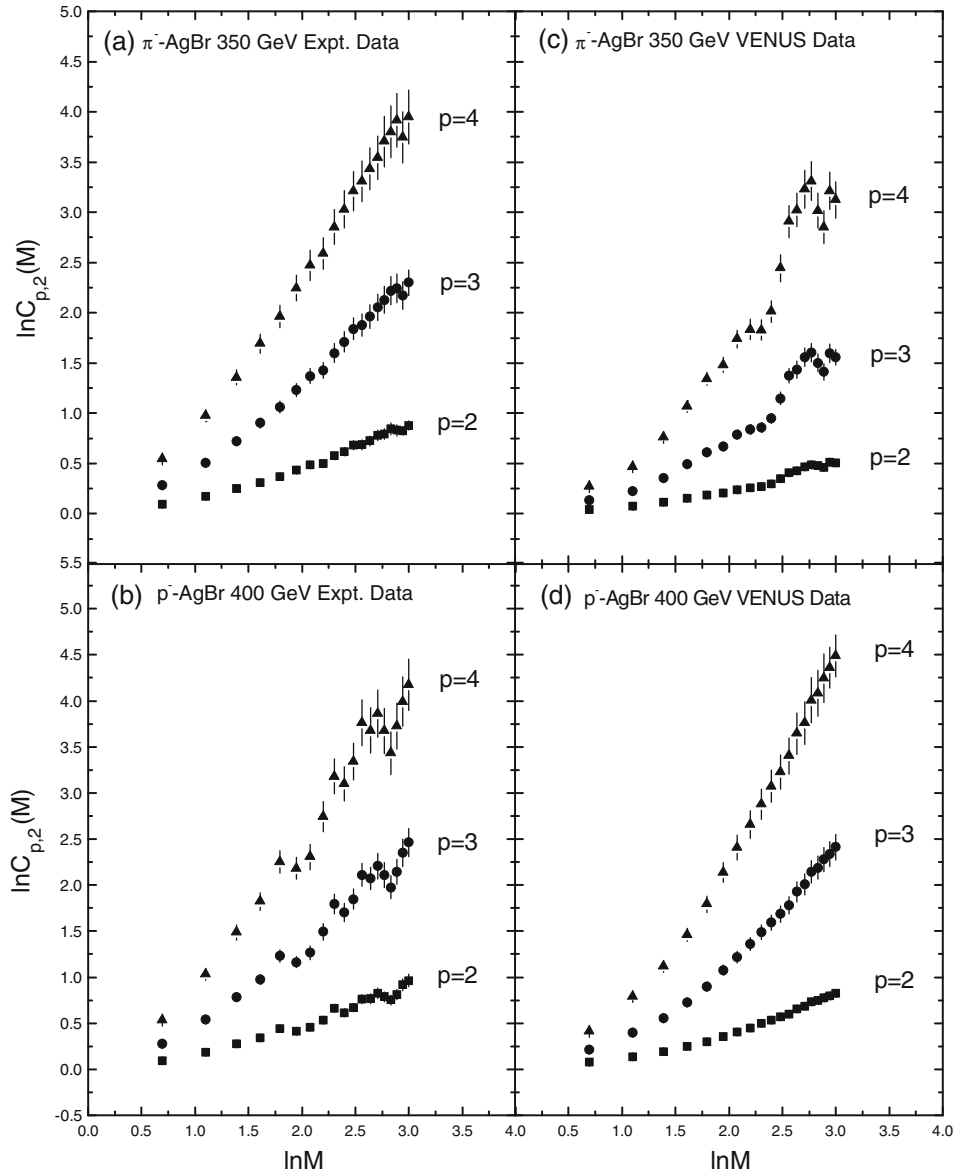 (a) π⁻-AgBr 350 GeV Expt. Data
(c) π⁻-AgBr 350 GeV VENUS Data
5.0
4.5
4.0
3.5
3.0
2.5
2.0
1.5
1.0
0.5
0.0
5.5
lnC_{p,2}(M)
p=4
p=3
p=2
p=4
p=3
p=2
(b) p⁻-AgBr 400 GeV Expt. Data
(d) p⁻-AgBr 400 GeV VENUS Data
5.0
4.5
4.0
3.5
3.0
2.5
2.0
1.5
1.0
0.5
0.0
-0.5
lnC_{p,2}(M)
p=4
p=3
p=2
p=4
p=3
p=2
0.0 0.5 1.0 1.5 2.0 2.5 3.0 3.5 4.0 0.5 1.0 1.5 2.0 2.5 3.0 3.5 4.0
lnM
lnM